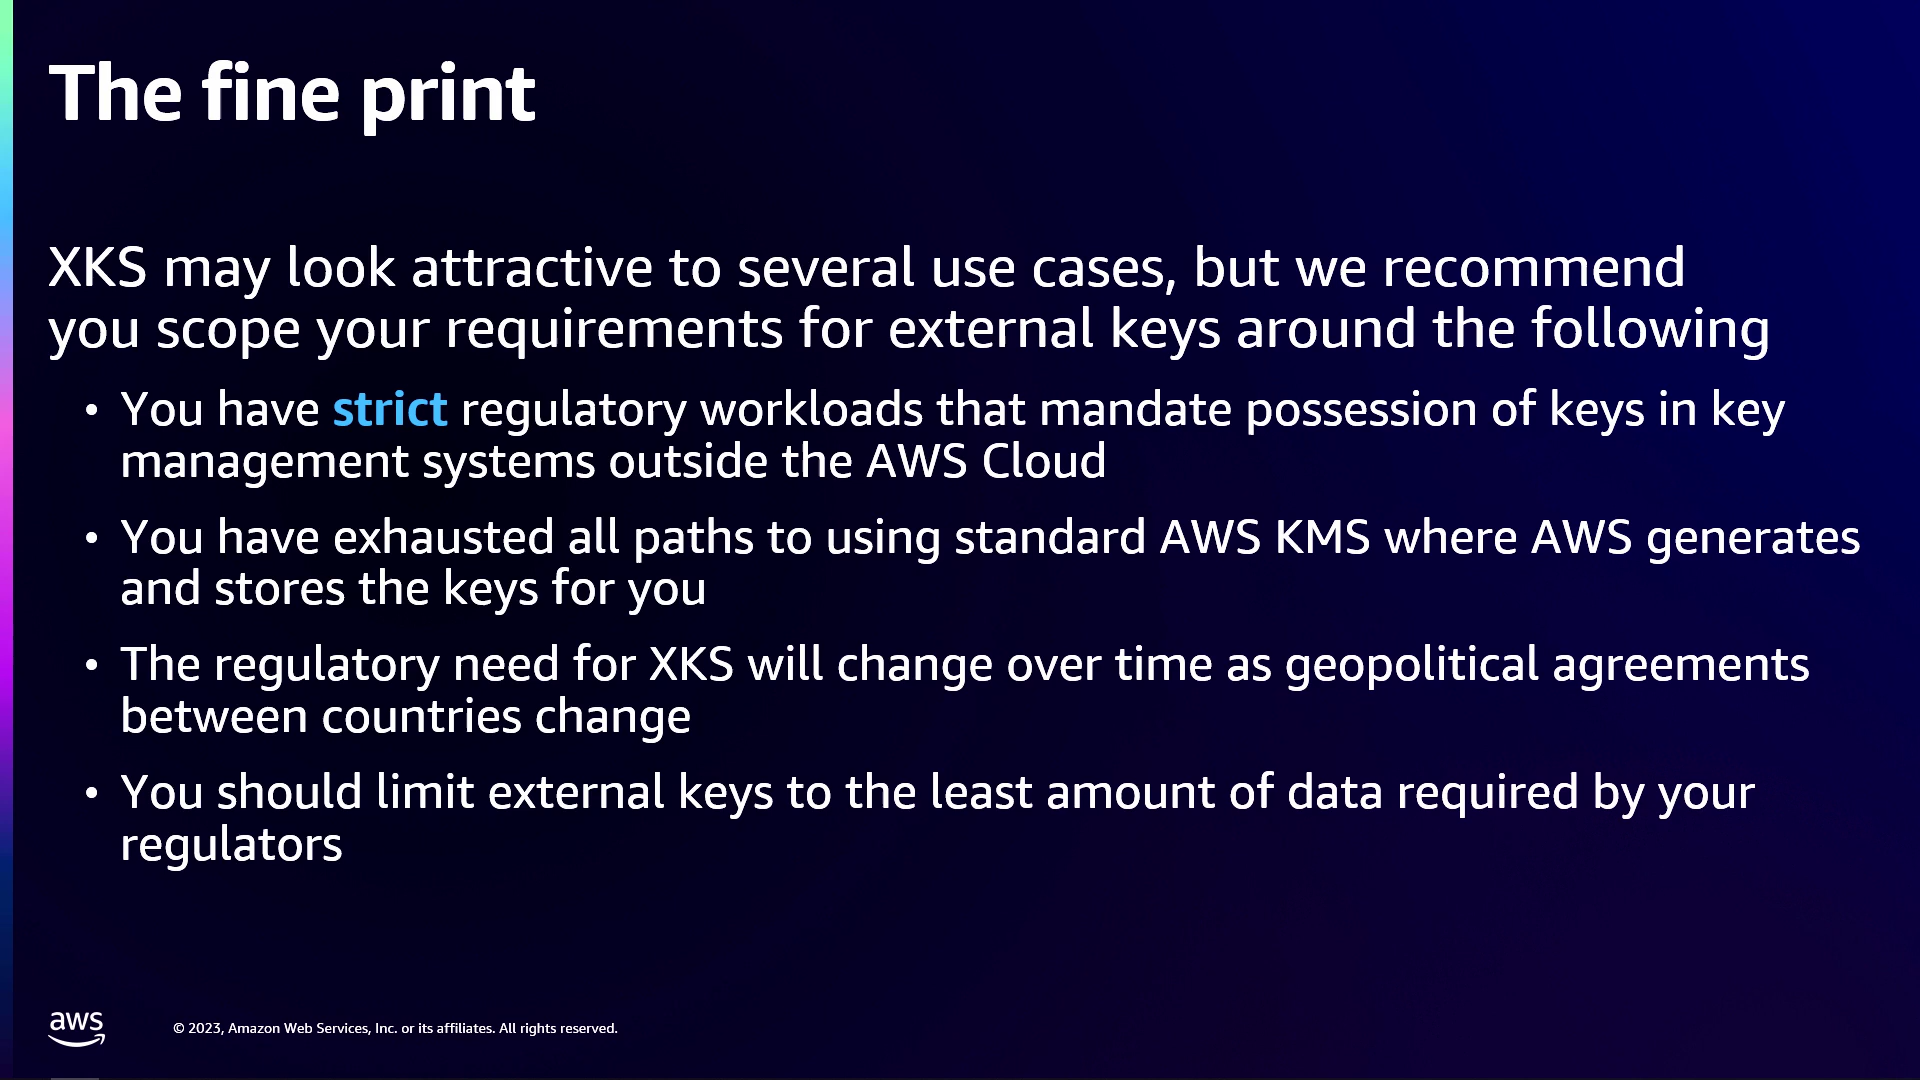 The fine print
XKS may look attractive to several use cases, but we recommend
you scope your requirements for external keys around the following
• You have strict regulatory workloads that mandate possession of keys in key
management systems outside the AWS Cloud
• You have exhausted all paths to using standard AWS KMS where AWS generates
and stores the keys for you
• The regulatory need for XKS will change over time as geopolitical agreements
between countries change
• You should limit external keys to the least amount of data required by your
regulators
aws
© 2023, Amazon Web Services, Inc. or its affiliates. All rights reserved.